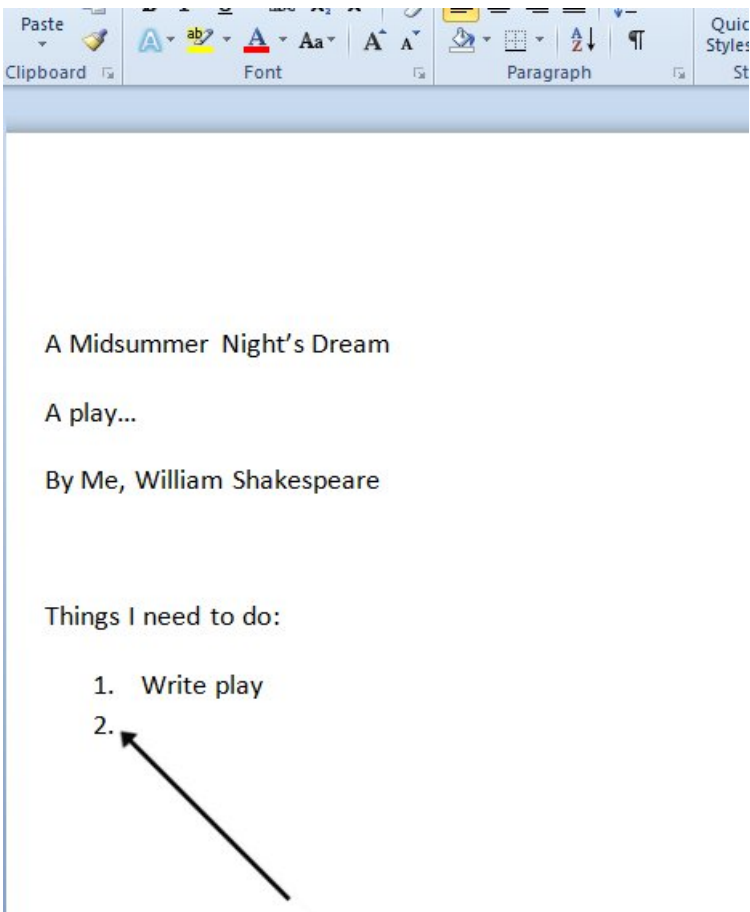 Paste
Aa
A A
A
Z
¶
Clipboard
Font
Paragraph
A Midsummer Night’s Dream
A play…
By Me, William Shakespeare
Things I need to do:
1. Write play
2.